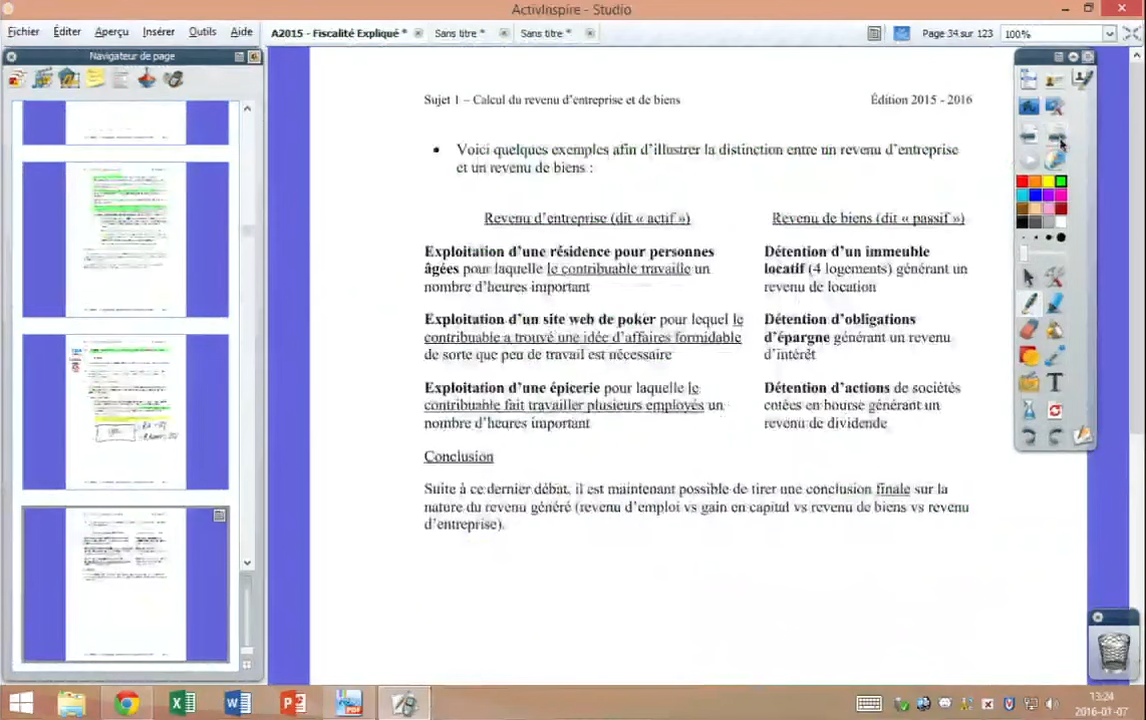 ActivInspire - Studio
Fichier Éditer Aperçu Insérer Outils Aide
A2015 - Fiscalité Expliqué * Sans titre * Sans titre *
Page 34 sur 123
100%
Navigateur de page
Sujet 1 – Calcul du revenu d'entreprise et de biens Édition 2015 - 2016
• Voici quelques exemples afin d'illustrer la distinction entre un revenu d'entreprise
et un revenu de biens :
Revenu d'entreprise (dit « actif ») Revenu de biens (dit « passif »)
Exploitation d'une résidence pour personnes
âgées pour laquelle le contribuable travaille un
nombre d'heures important
Détention d'un immeuble
locatif (4 logements) générant un
revenu de location
Exploitation d'un site web de poker pour lequel le
contribuable a trouvé une idée d'affaires formidable
de sorte que peu de travail est nécessaire
Détention d'obligations
d'épargne générant un revenu
d'intérêt
Exploitation d'une épicerie pour laquelle le
contribuable fait travailler plusieurs employés un
nombre d'heures important
Détention d'actions de sociétés
cotées en bourse générant un
revenu de dividende
Conclusion
Suite à ce dernier débat, il est maintenant possible de tirer une conclusion finale sur la
nature du revenu généré (revenu d'emploi vs gain en capital vs revenu de biens vs revenu
d'entreprise).
13:24
2016-01-07